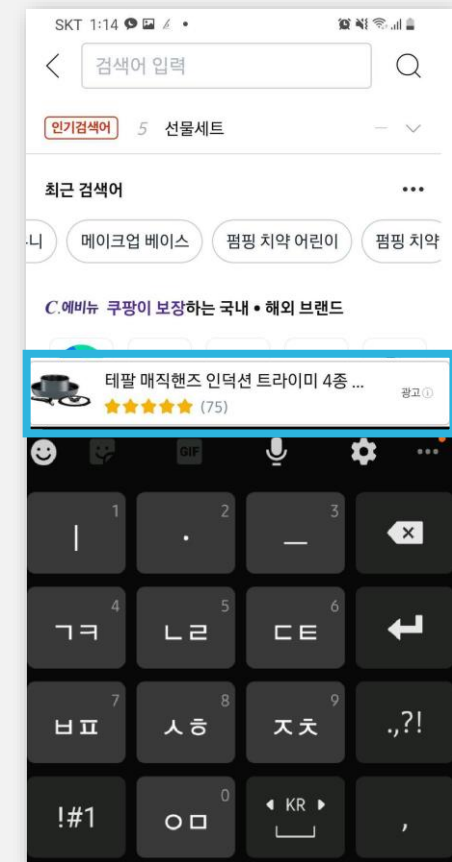 SKT 1:14
검색어 입력
인기검색어 5 선물세트
최근 검색어
니 메이크업 베이스 펌핑 치약 어린이 펌핑 치약
C.에비뉴 쿠팡이 보장하는 국내 • 해외 브랜드
테팔 매직핸즈 인덕션 트라이미 4종 ...
(75)
광고
GIF
ㅣ 1 · 2 ㅡ 3
ㄱㅋ 4 ㄴㄹ 5 ㄷㅌ 6
ㅂㅍ 7 ㅅㅎ 8 ㅈㅊ 9 .,?!
!#1 ㅇㅁ 0 KR ,